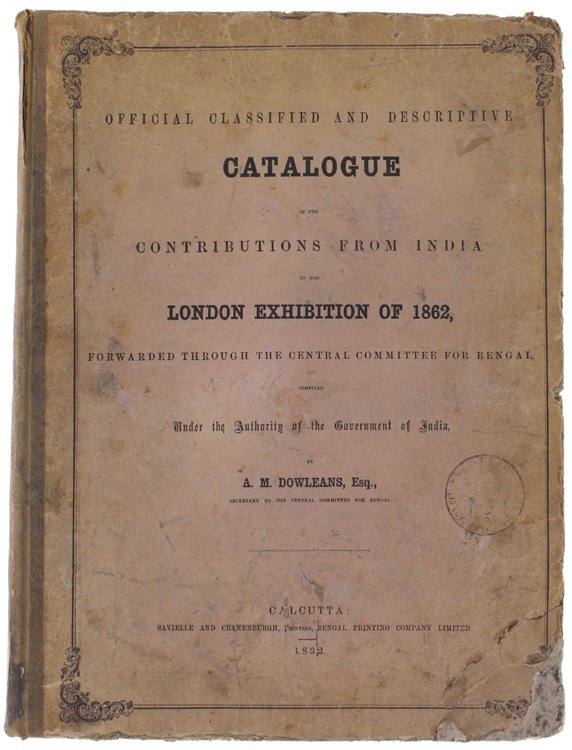 OFFICIAL CLASSIFIED AND DESCRIPTIVE
CATALOGUE
OF THE
CONTRIBUTIONS FROM INDIA
TO THE
LONDON EXHIBITION OF 1862,
FORWARDED THROUGH THE CENTRAL COMMITTEE FOR BENGAL,
COMPILED
Under the Authority of the Government of India,
BY
A. M. DOWLEANS, Esq.,
SECRETARY TO THE CENTRAL COMMITTEE FOR BENGAL.
CALCUTTA:
SAVIELLE AND CRANENBURGH, Printers, BENGAL PRINTING COMPANY LIMITED.
1862.